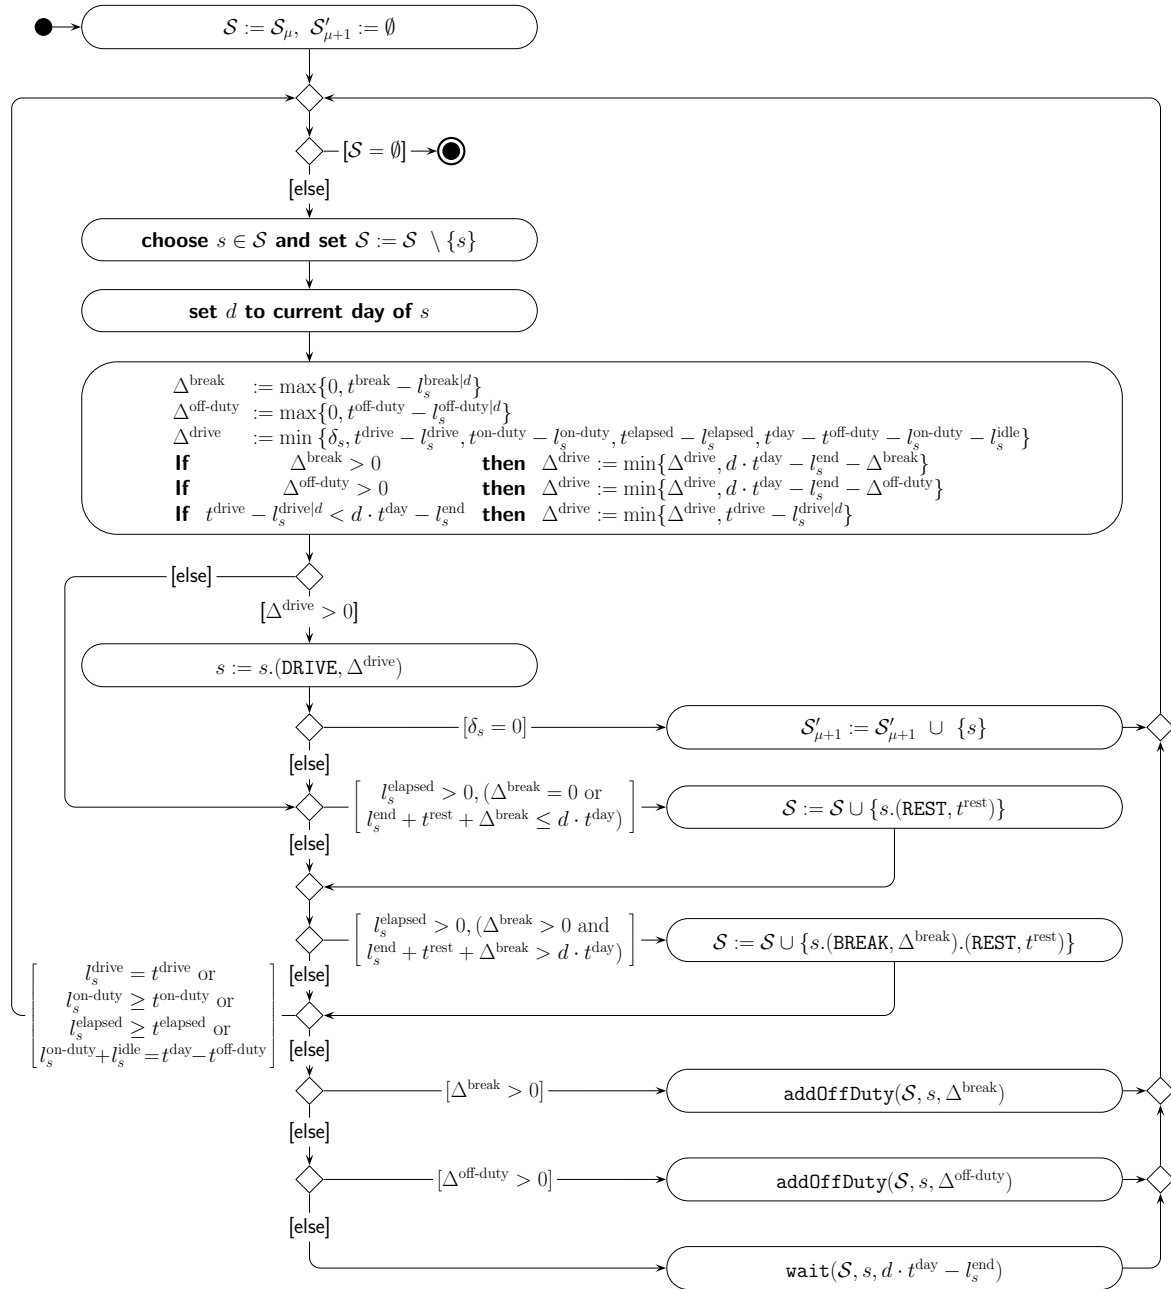 𝒮 := 𝒮_μ, 𝒮′_{μ+1} := ∅
[𝒮 = ∅]
[else]
choose s ∈ 𝒮 and set 𝒮 := 𝒮 \ {s}
set d to current day of s
Δ^break := max{0, t^break − l_s^{break|d}}
Δ^off-duty := max{0, t^off-duty − l_s^{off-duty|d}}
Δ^drive := min {δ_s, t^drive − l_s^drive, t^on-duty − l_s^on-duty, t^elapsed − l_s^elapsed, t^day − t^off-duty − l_s^on-duty − l_s^idle}
If Δ^break > 0 then Δ^drive := min{Δ^drive, d · t^day − l_s^end − Δ^break}
If Δ^off-duty > 0 then Δ^drive := min{Δ^drive, d · t^day − l_s^end − Δ^off-duty}
If t^drive − l_s^{drive|d} < d · t^day − l_s^end then Δ^drive := min{Δ^drive, t^drive − l_s^{drive|d}}
[else]
[Δ^drive > 0]
s := s.(DRIVE, Δ^drive)
[δ_s = 0]
𝒮′_{μ+1} := 𝒮′_{μ+1} ∪ {s}
[else]
[l_s^elapsed > 0, (Δ^break = 0 or
l_s^end + t^rest + Δ^break ≤ d · t^day)]
𝒮 := 𝒮 ∪ {s.(REST, t^rest)}
[else]
[l_s^elapsed > 0, (Δ^break > 0 and
l_s^end + t^rest + Δ^break > d · t^day)]
𝒮 := 𝒮 ∪ {s.(BREAK, Δ^break).(REST, t^rest)}
[else]
[l_s^drive = t^drive or
l_s^on-duty ≥ t^on-duty or
l_s^elapsed ≥ t^elapsed or
l_s^on-duty + l_s^idle = t^day − t^off-duty]
[else]
[Δ^break > 0]
addOffDuty(𝒮, s, Δ^break)
[else]
[Δ^off-duty > 0]
addOffDuty(𝒮, s, Δ^off-duty)
[else]
wait(𝒮, s, d · t^day − l_s^end)